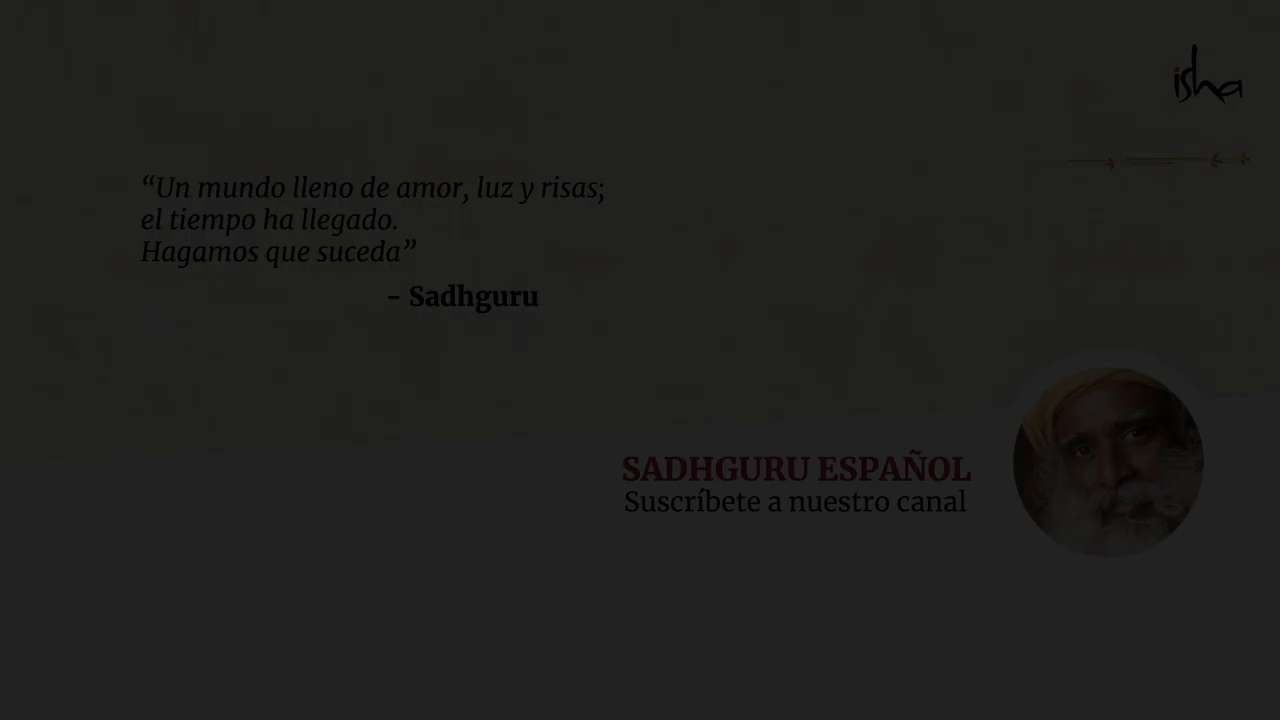 isha
“Un mundo lleno de amor, luz y risas;
el tiempo ha llegado.
Hagamos que suceda”
- Sadhguru
SADHGURU ESPAÑOL
Suscríbete a nuestro canal